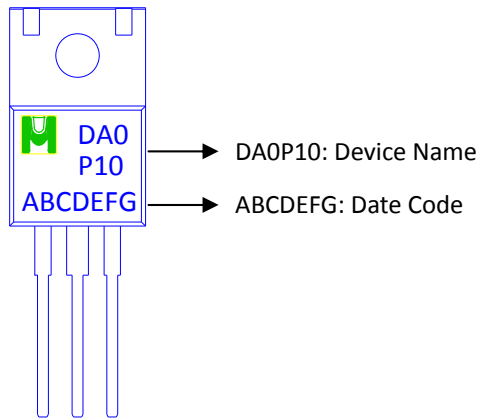 DA0
P10
ABCDEFG
DA0P10: Device Name
ABCDEFG: Date Code